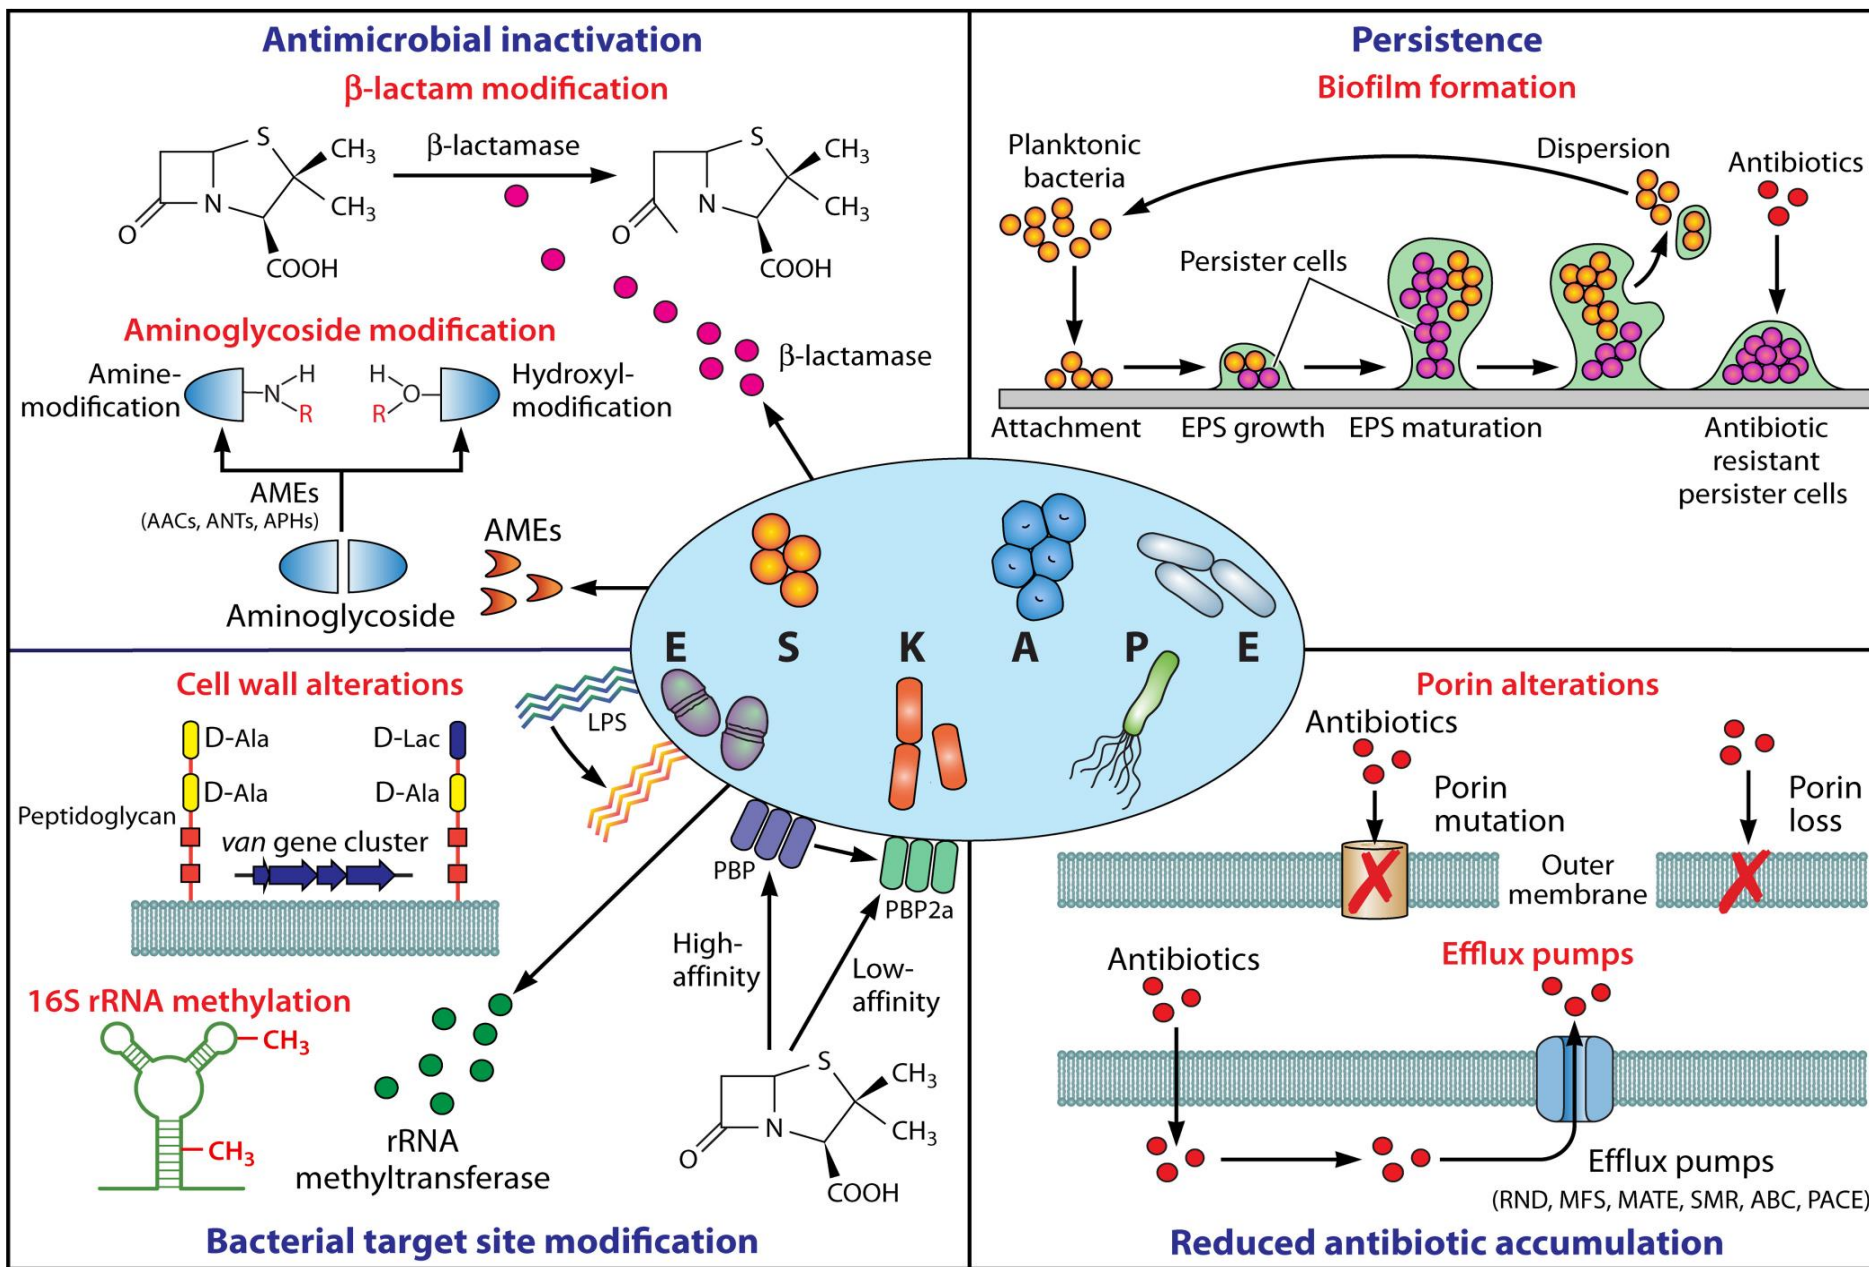 Antimicrobial inactivation
β-lactam modification
S
CH₃
CH₃
N
O
COOH
β-lactamase
S
CH₃
CH₃
N
O
COOH
β-lactamase
Aminoglycoside modification
Amine-
modification
H
N
R
H
O
R
Hydroxyl-
modification
AMEs
(AACs, ANTs, APHs)
Aminoglycoside
AMEs
Persistence
Biofilm formation
Planktonic
bacteria
Dispersion
Antibiotics
Persister cells
Attachment
EPS growth
EPS maturation
Antibiotic
resistant
persister cells
E S K A P E
Cell wall alterations
D-Ala
D-Lac
D-Ala
D-Ala
Peptidoglycan
van gene cluster
LPS
PBP
PBP2a
High-
affinity
Low-
affinity
16S rRNA methylation
CH₃
CH₃
rRNA
methyltransferase
S
CH₃
CH₃
N
O
COOH
Bacterial target site modification
Porin alterations
Antibiotics
Porin
mutation
Porin
loss
Outer
membrane
Efflux pumps
Antibiotics
Efflux pumps
(RND, MFS, MATE, SMR, ABC, PACE)
Reduced antibiotic accumulation